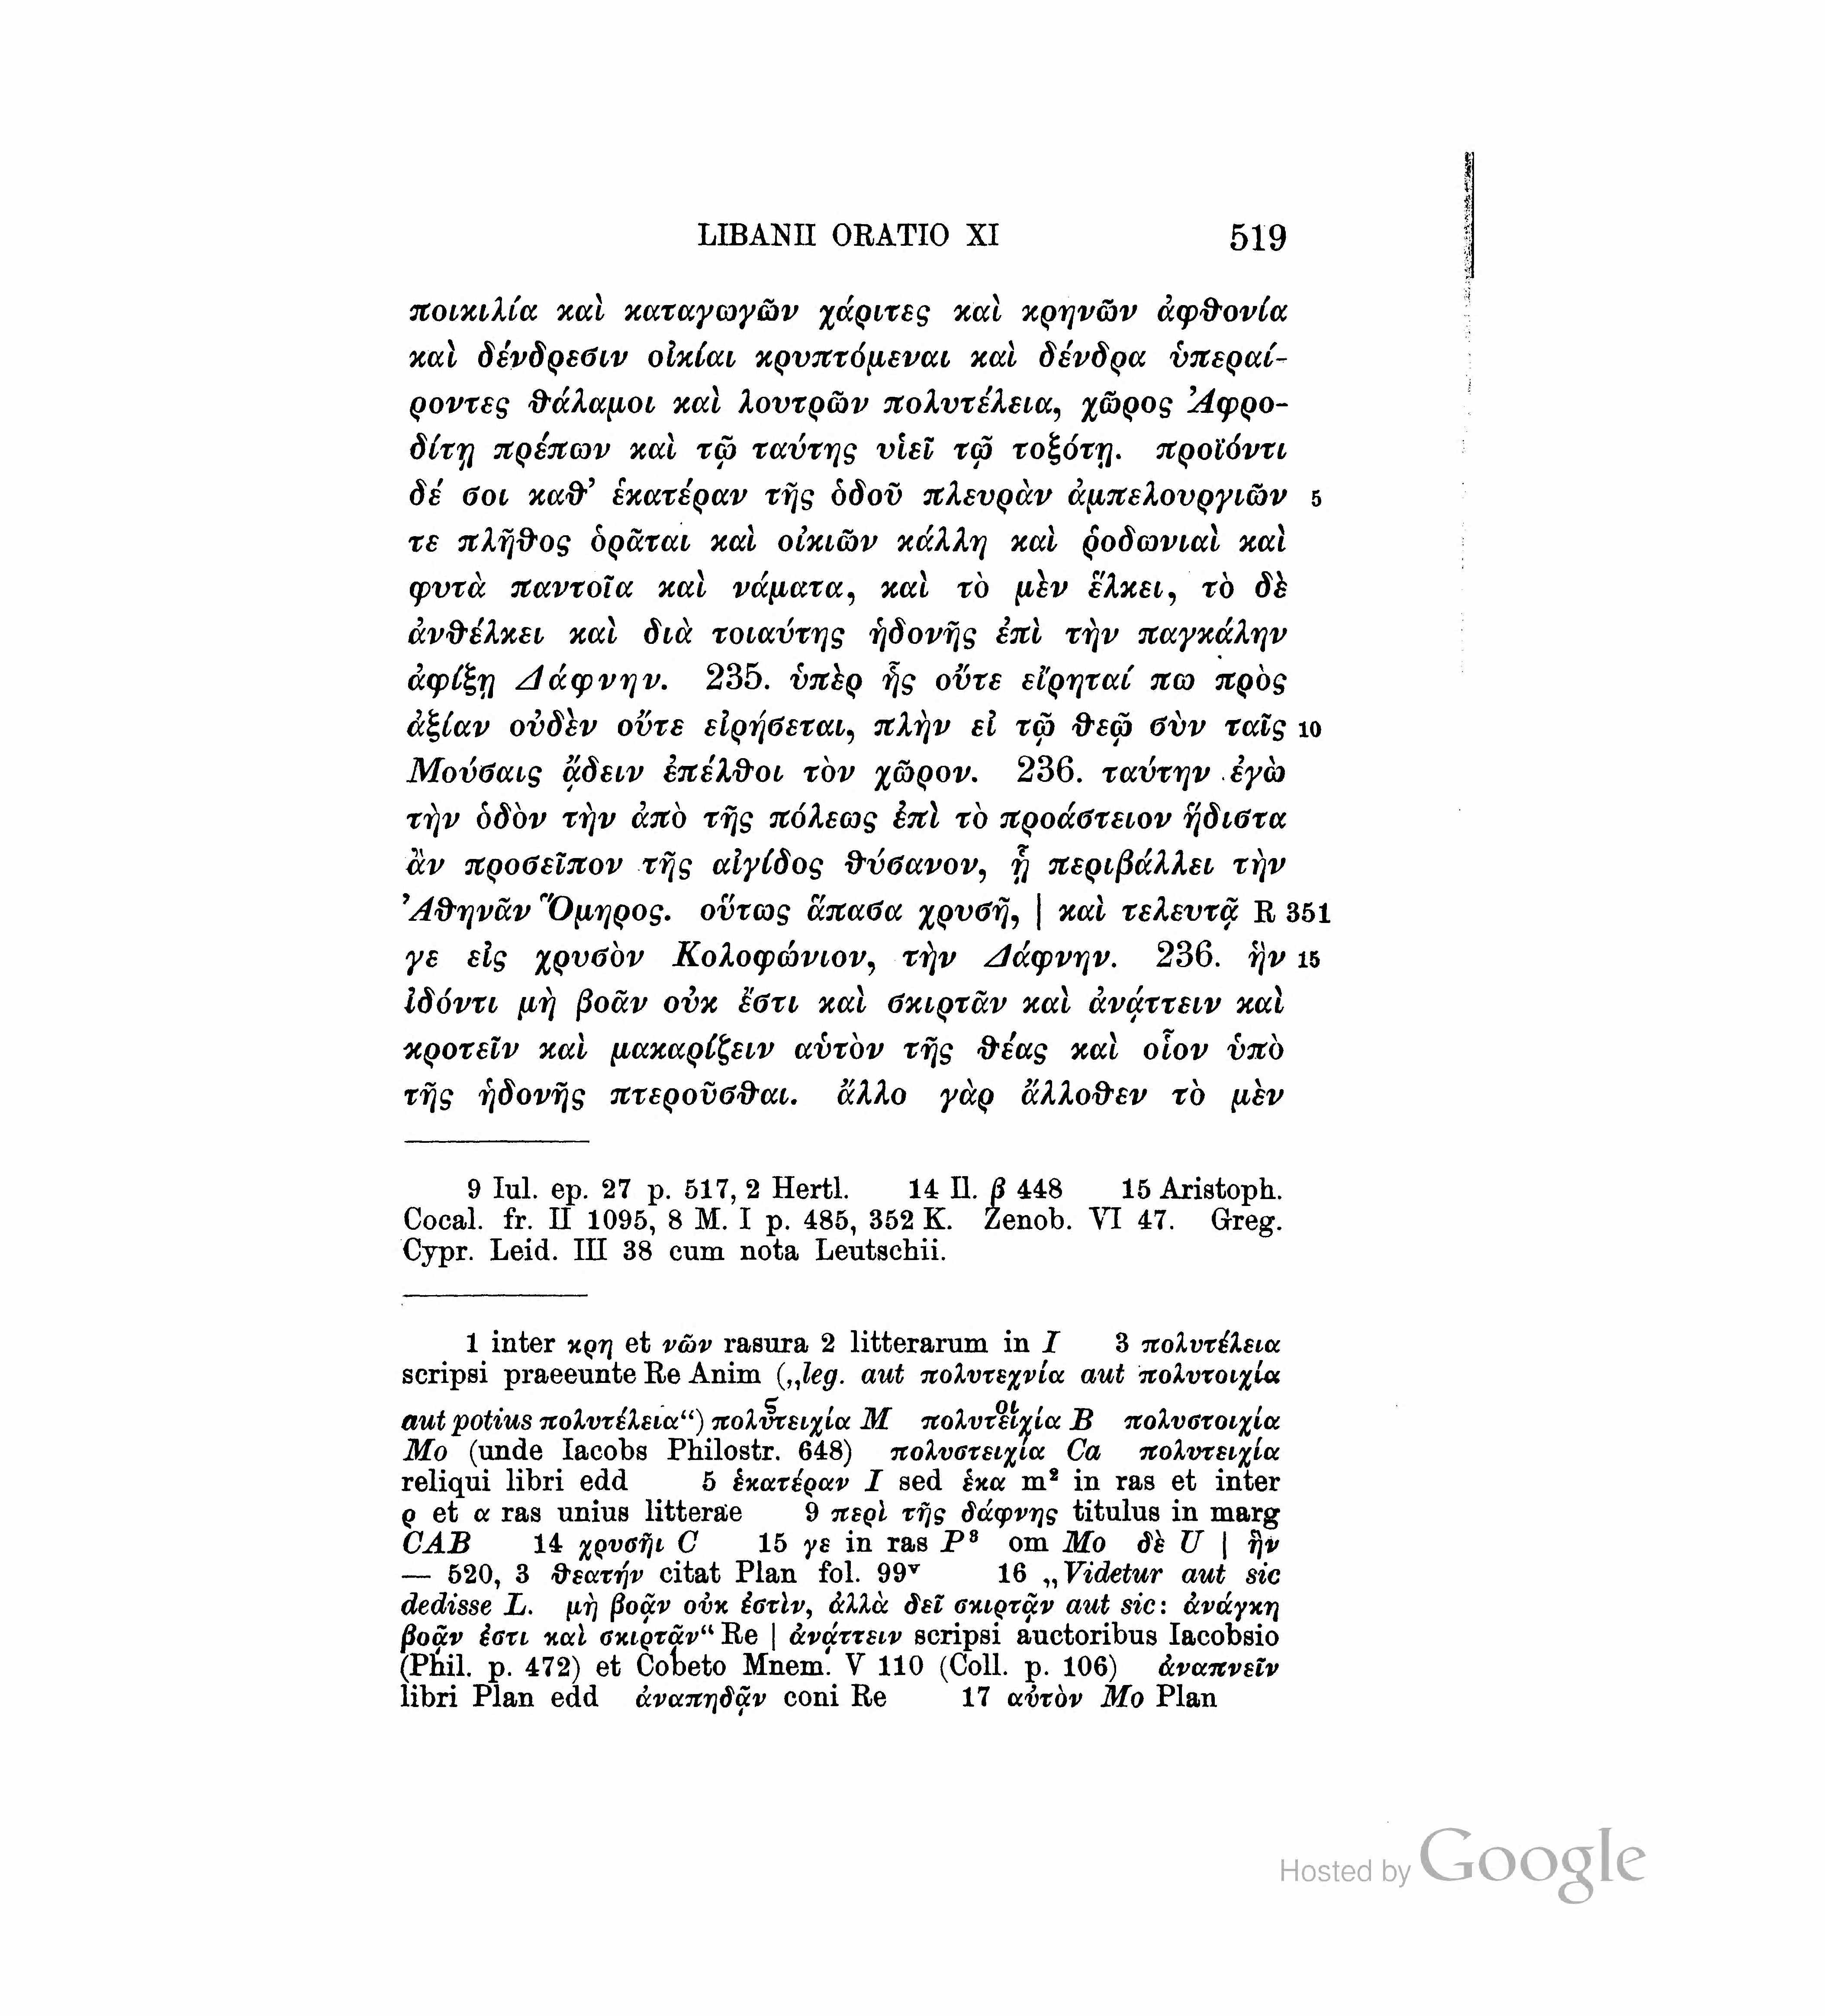 LIBANII ORATIO XI 519
ποικιλία καὶ καταγωγῶν χάριτες καὶ κρηνῶν ἀφθονία
καὶ δένδρεσιν οἰκίαι κρυπτόμεναι καὶ δένδρα ὑπεραί-
ροντες θάλαμοι καὶ λουτρῶν πολυτέλεια, χῶρος Ἀφρο-
δίτῃ πρέπων καὶ τῷ ταύτης υἱεῖ τῷ τοξότῃ. προϊόντι
δέ σοι καθ’ ἑκατέραν τῆς ὁδοῦ πλευρὰν ἀμπελουργιῶν 5
τε πλῆθος ὁρᾶται καὶ οἰκιῶν κάλλη καὶ ῥοδωνιαὶ καὶ
φυτὰ παντοῖα καὶ νάματα, καὶ τὸ μὲν ἕλκει, τὸ δὲ
ἀνθέλκει καὶ διὰ τοιαύτης ἡδονῆς ἐπὶ τὴν παγκάλην
ἀφίξῃ Δάφνην. 235. ὑπὲρ ἧς οὔτε εἴρηταί πω πρὸς
ἀξίαν οὐδὲν οὔτε εἰρήσεται, πλὴν εἰ τῷ θεῷ σὺν ταῖς 10
Μούσαις ᾄδειν ἐπέλθοι τὸν χῶρον. 236. ταύτην ἐγὼ
τὴν ὁδὸν τὴν ἀπὸ τῆς πόλεως ἐπὶ τὸ προάστειον ἥδιστα
ἂν προσεῖπον τῆς αἰγίδος θύσανον, ᾗ περιβάλλει τὴν
Ἀθηνᾶν Ὅμηρος. οὕτως ἅπασα χρυσῆ, | καὶ τελευτᾷ R 351
γε εἰς χρυσὸν Κολοφώνιον, τὴν Δάφνην. 236. ἣν 15
ἰδόντι μὴ βοᾶν οὐκ ἔστι καὶ σκιρτᾶν καὶ ἀνᾴττειν καὶ
κροτεῖν καὶ μακαρίζειν αὑτὸν τῆς θέας καὶ οἷον ὑπὸ
τῆς ἡδονῆς πτεροῦσθαι. ἄλλο γὰρ ἄλλοθεν τὸ μὲν
9 Iul. ep. 27 p. 517, 2 Hertl. 14 Il. β 448 15 Aristoph.
Cocal. fr. II 1095, 8 M. I p. 485, 352 K. Zenob. VI 47. Greg.
Cypr. Leid. III 38 cum nota Leutschii.
1 inter κρη et νῶν rasura 2 litterarum in I 3 πολυτέλεια
scripsi praeeunte Re Anim („leg. aut πολυτεχνία aut πολυτοιχία
aut potius πολυτέλεια“) πολυςτειχία M πολυτειοιχία B πολυστοιχία
Mo (unde Iacobs Philostr. 648) πολυστειχία Ca πολυτειχία
reliqui libri edd 5 ἑκατέραν I sed ἑκα m² in ras et inter
ρ et α ras unius litterae 9 περὶ τῆς δάφνης titulus in marg
CAB 14 χρυσῆι C 15 γε in ras P³ om Mo δὲ U | ἣν
— 520, 3 θεατήν citat Plan fol. 99ᵛ 16 „Videtur aut sic
dedisse L. μὴ βοᾷν οὐκ ἐστὶν, ἀλλὰ δεῖ σκιρτᾷν aut sic: ἀνάγκη
βοᾷν ἐστι καὶ σκιρτᾷν“ Re | ἀνᾴττειν scripsi auctoribus Iacobsio
(Phil. p. 472) et Cobeto Mnem. V 110 (Coll. p. 106) ἀναπνεῖν
libri Plan edd ἀναπηδᾷν coni Re 17 αὐτὸν Mo Plan
Hosted by Google